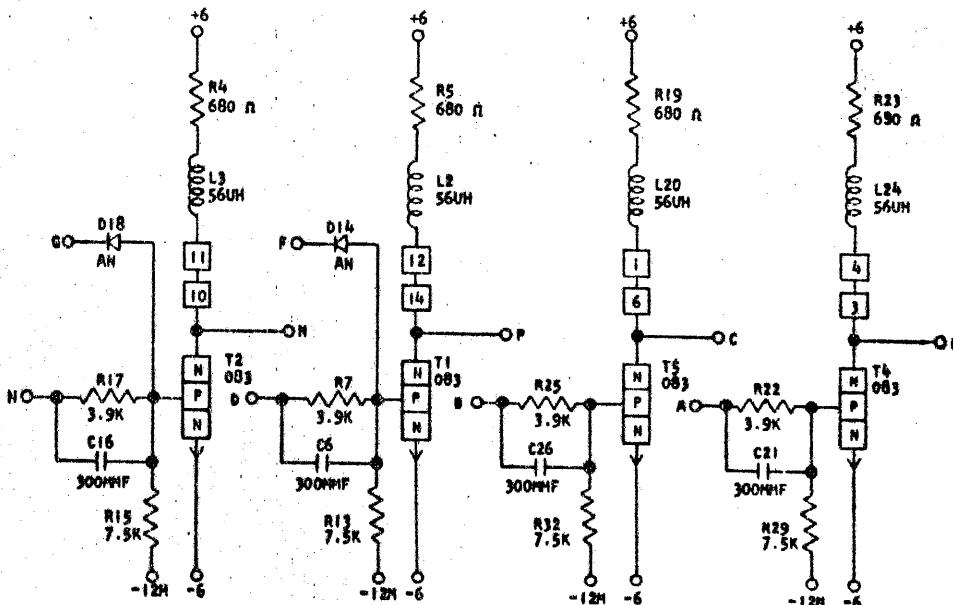 +6 +6 +6 +6
R4
680 Ω
R5
680 Ω
R19
680 Ω
R23
690 Ω
L3
56UH
L2
56UH
L20
56UH
L24
56UH
D18
G
AN
D14
F
AN
11
10
12
14
1
6
4
3
P
C
T2
083
T1
083
T5
083
T4
083
N
P
N
N
P
N
N
P
N
N
P
N
R17
3.9K
D
R7
3.9K
R25
3.9K
A
R22
3.9K
C16
300MMF
C6
300MMF
C26
300MMF
C21
300MMF
R15
7.5K
R13
7.5K
R32
7.5K
7.5K
-12M -6 -12M -6 -12M -6 -12M -6